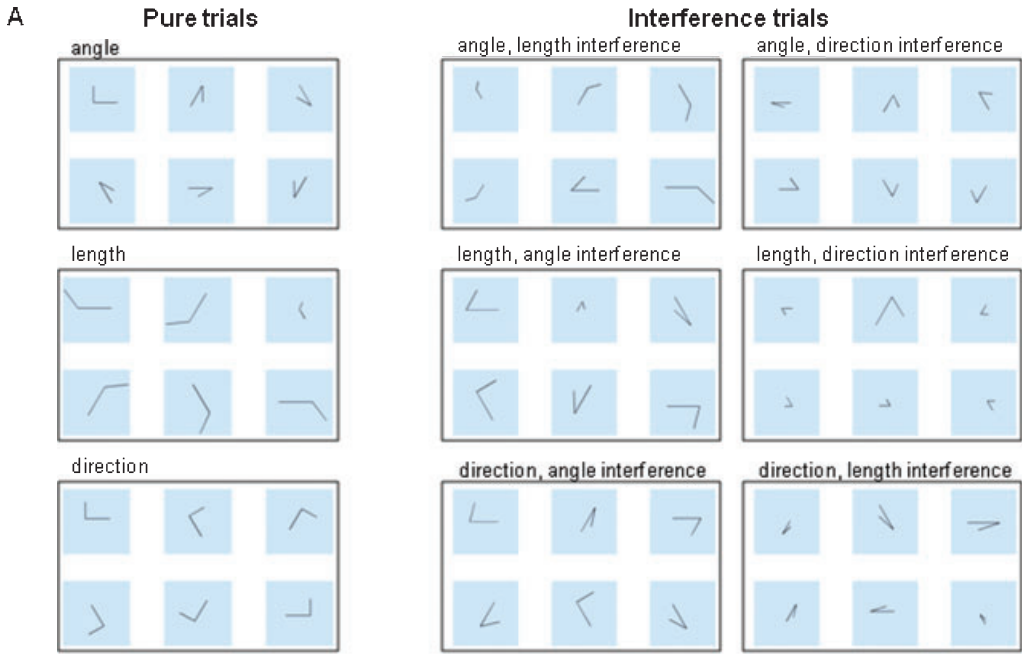 A
Pure trials
Interference trials
angle
angle, length interference
angle, direction interference
length
length, angle interference
length, direction interference
direction
direction, angle interference
direction, length interference